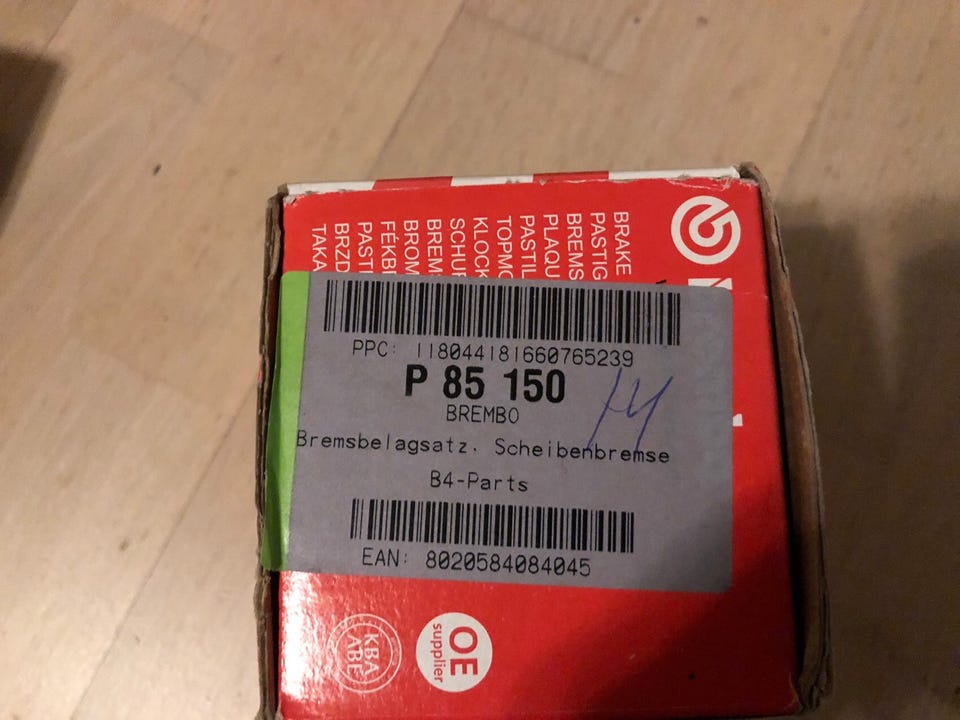 BRAKE
PASTIG
BREMS
PLAQU
PASTIL
TOPMO
KLOCK
SCHUF
BREM
BROM
FÉKB
PASTI
BRZD
TAKA
PPC: 118044181660765239
P 85 150
BREMBO
Bremsbelagsatz, Scheibenbremse
B4-Parts
EAN: 8020584084045
KBA
ABE
OE
supplier